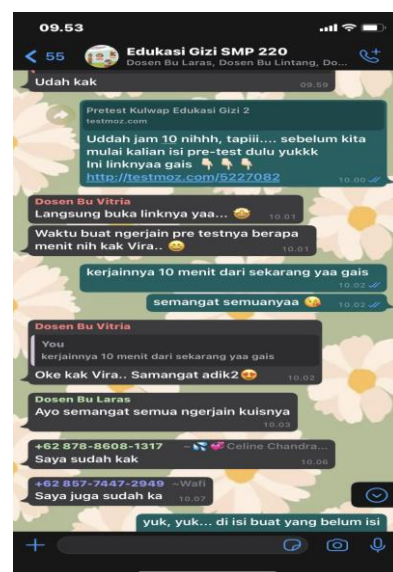 09.53
55
Edukasi Gizi SMP 220
Dosen Bu Laras, Dosen Bu Lintang, Do...
Udah kak
09.59
Pretest Kulwap Edukasi Gizi 2
testmoz.com
Uddah jam 10 nihhh, tapiii.... sebelum kita
mulai kalian isi pre-test dulu yukkk
Ini linknyaa gais 👇🏻 👇🏻 👇🏻
http://testmoz.com/5227082
10.00
Dosen Bu Vitria
Langsung buka linknya yaa... 🤩
10.01
Waktu buat ngerjain pre testnya berapa
menit nih kak Vira.. 😄
10.01
kerjainnya 10 menit dari sekarang yaa gais
10.02
semangat semuanyaa 😘
10.02
Dosen Bu Vitria
You
kerjainnya 10 menit dari sekarang yaa gais
Oke kak Vira.. Samangat adik2 😍
10.02
Dosen Bu Laras
Ayo semangat semua ngerjain kuisnya
10.03
+62 878-8608-1317 ~💦💞Celine Chandra...
Saya sudah kak
10.06
+62 857-7447-2949 ~Wafi
Saya juga sudah ka
10.07
yuk, yuk... di isi buat yang belum isi